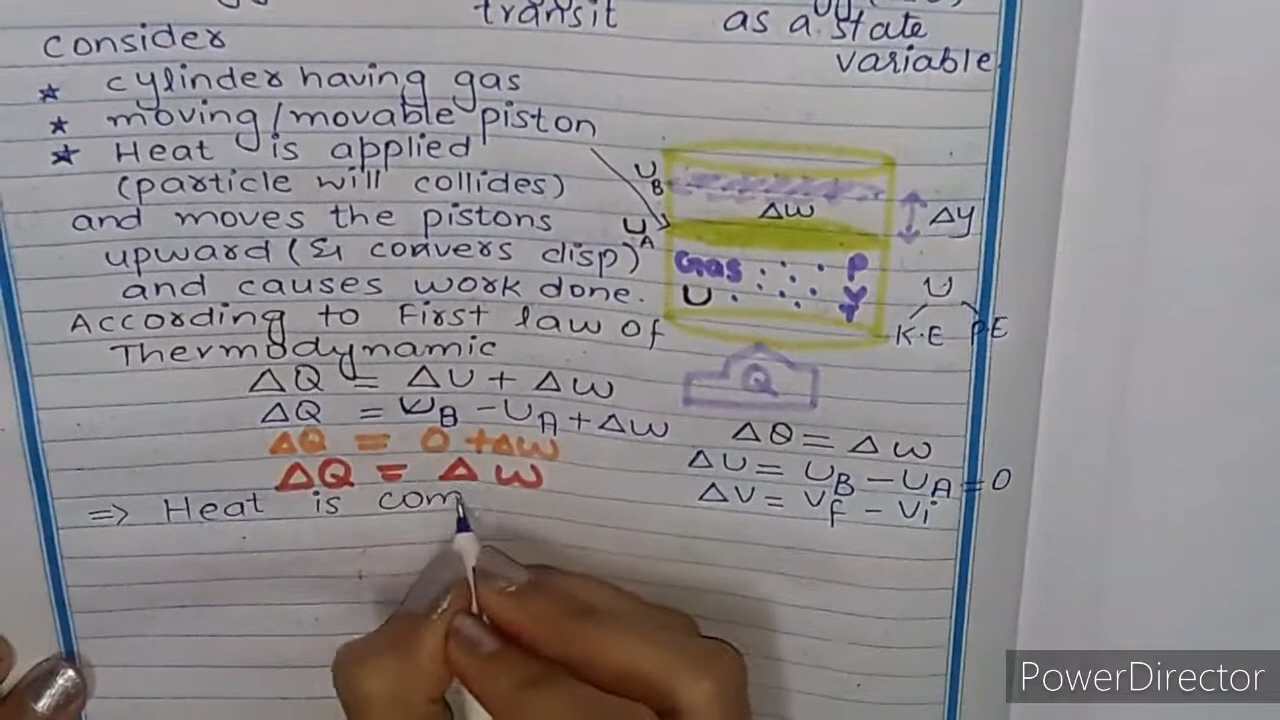 transit as a state
consider variable
★ cylinder having gas
★ moving/movable piston
★ Heat is applied
(particle will collides)
and moves the pistons
upward (& convers disp)
and causes work done.
According to First law of
Thermodynamic
ΔQ = ΔU + ΔW
ΔQ = UB - UA + ΔW
ΔQ = 0 + ΔW
ΔQ = ΔW
=> Heat is com
UB
ΔW
UA
Δy
Gas P
U V
U
K.E P.E
Q
ΔQ = ΔW
ΔU = UB - UA = 0
ΔV = Vf - Vi
PowerDirector